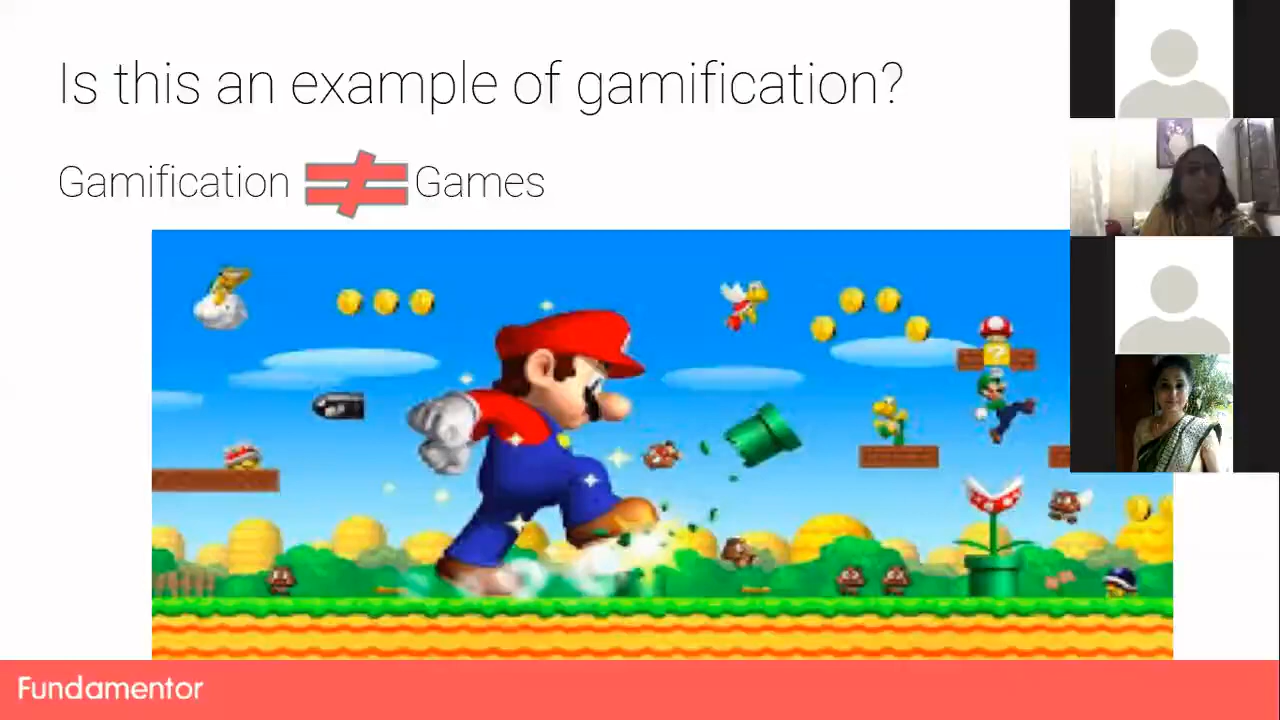 Is this an example of gamification?
Gamification ≠ Games
?
Fundamentor